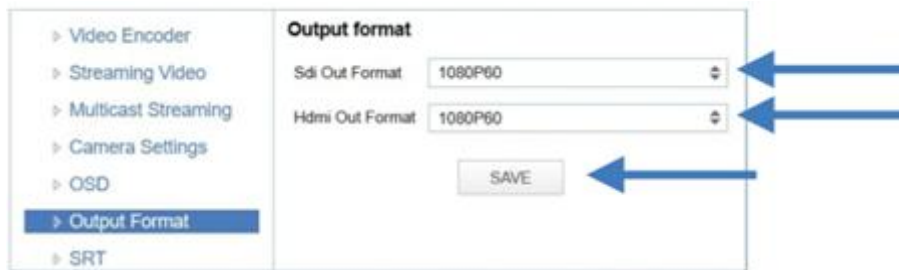 Video Encoder
Streaming Video
Multicast Streaming
Camera Settings
OSD
Output Format
SRT
Output format
Sdi Out Format 1080P60
Hdmi Out Format 1080P60
SAVE